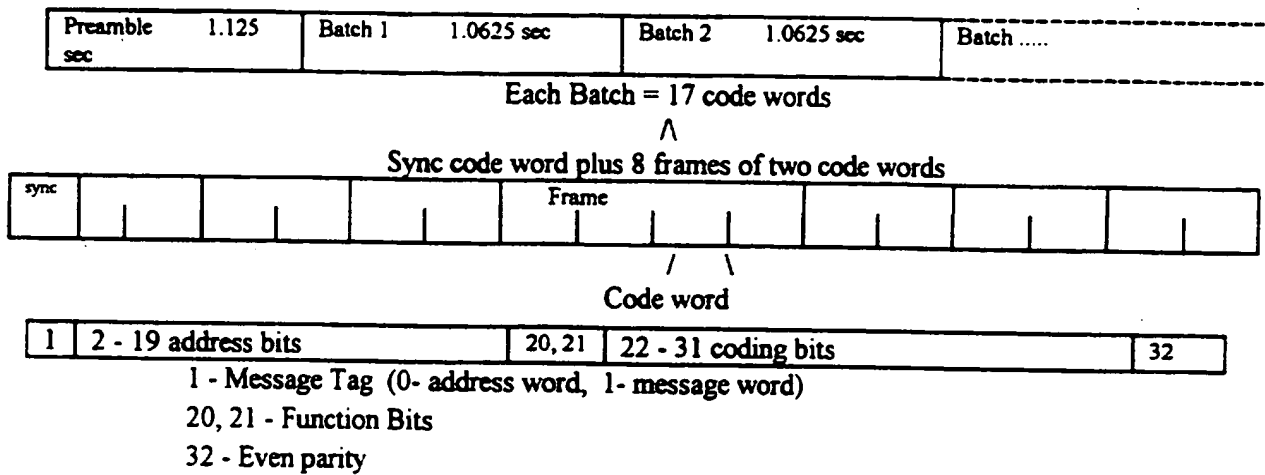 Preamble 1.125 Batch 1 1.0625 sec Batch 2 1.0625 sec Batch .....
sec
Each Batch = 17 code words
Sync code word plus 8 frames of two code words
sync Frame
Code word
1 2 - 19 address bits 20, 21 22 - 31 coding bits 32
1 - Message Tag (0- address word, 1- message word)
20, 21 - Function Bits
32 - Even parity